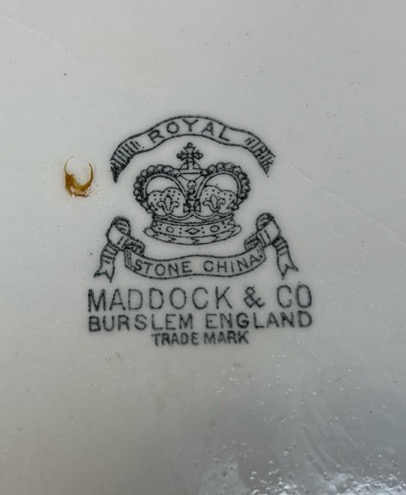 ROYAL
STONE CHINA
MADDOCK & CO
BURSLEM ENGLAND
TRADE MARK